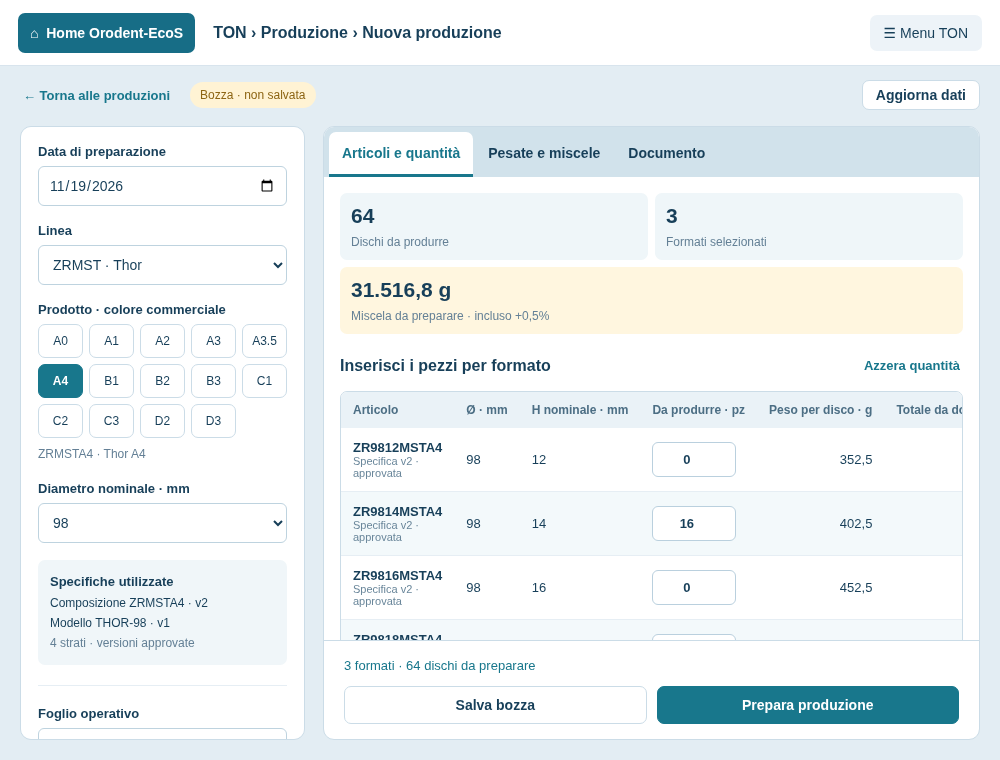 ⌂ Home Orodent-EcoS
TON › Produzione › Nuova produzione
☰ Menu TON
← Torna alle produzioni
Bozza · non salvata
Aggiorna dati
Data di preparazione
11/19/2026
Linea
ZRMST · Thor
Prodotto · colore commerciale
A0 A1 A2 A3 A3.5
A4 B1 B2 B3 C1
C2 C3 D2 D3
ZRMSTA4 · Thor A4
Diametro nominale · mm
98
Specifiche utilizzate
Composizione ZRMSTA4 · v2
Modello THOR-98 · v1
4 strati · versioni approvate
Foglio operativo
Articoli e quantità Pesate e miscele Documento
64
Dischi da produrre
3
Formati selezionati
31.516,8 g
Miscela da preparare · incluso +0,5%
Inserisci i pezzi per formato
Azzera quantità
Articolo Ø · mm H nominale · mm Da produrre · pz Peso per disco · g Totale da do
ZR9812MSTA4
Specifica v2 ·
approvata
98 12 0 352,5
ZR9814MSTA4
Specifica v2 ·
approvata
98 14 16 402,5
ZR9816MSTA4
Specifica v2 ·
approvata
98 16 0 452,5
ZR9818MSTA4
3 formati · 64 dischi da preparare
Salva bozza
Prepara produzione